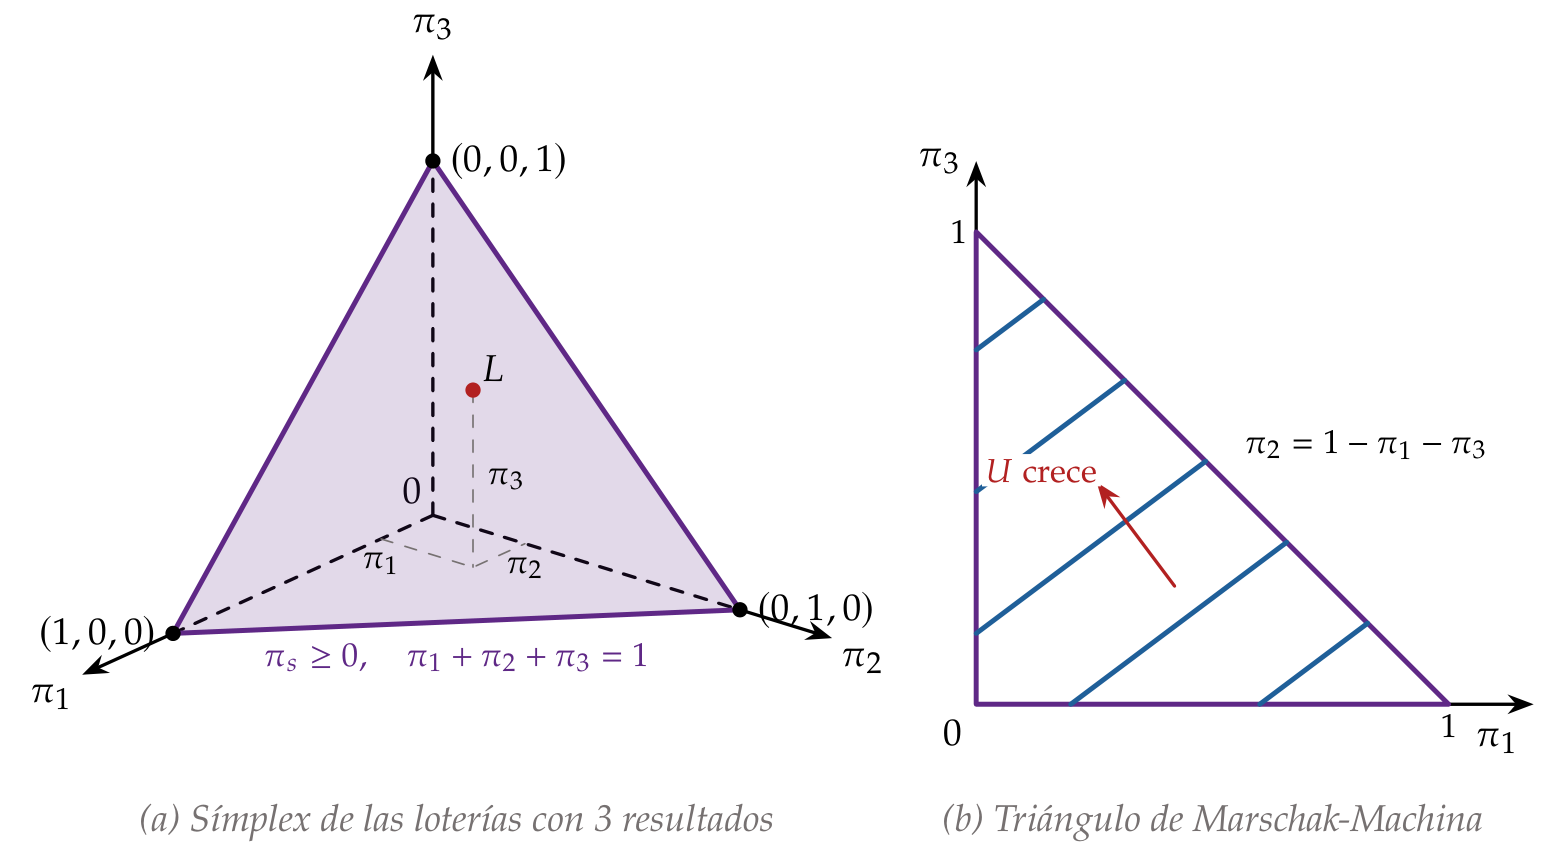 π₃
(0, 0, 1)
L
π₃
0
π₁
π₂
(1, 0, 0)
(0, 1, 0)
πₛ ≥ 0, π₁ + π₂ + π₃ = 1
π₁
π₂
(a) Símplex de las loterías con 3 resultados
π₃
1
π₂ = 1 − π₁ − π₃
U crece
0
1
π₁
(b) Triángulo de Marschak-Machina